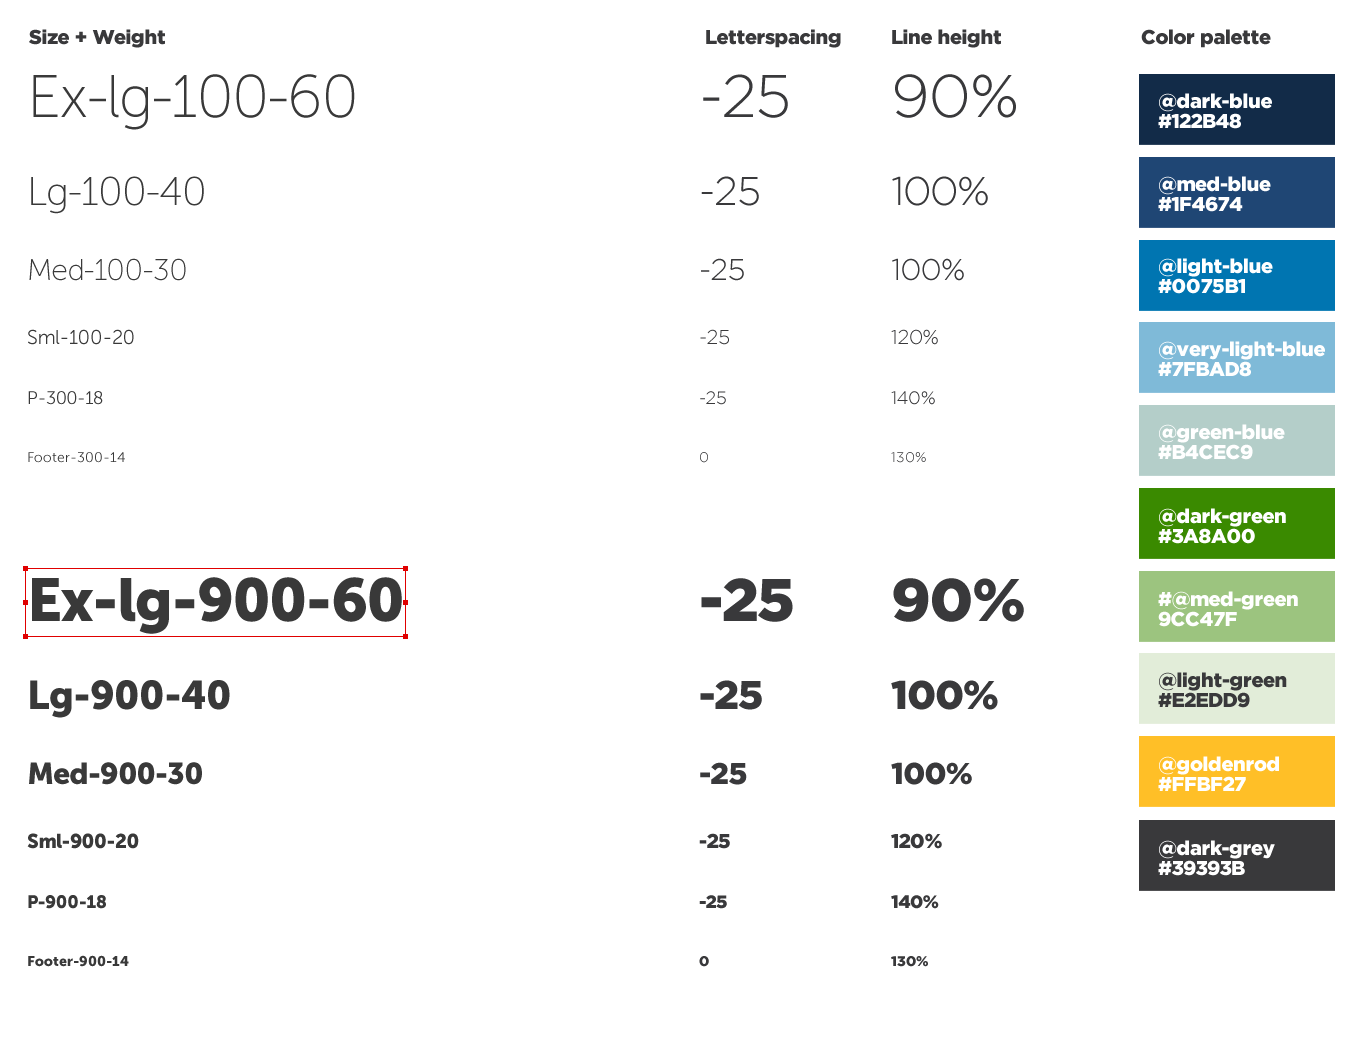 Size + Weight Letterspacing Line height Color palette
Ex-lg-100-60 -25 90%
Lg-100-40 -25 100%
Med-100-30 -25 100%
Sml-100-20 -25 120%
P-300-18 -25 140%
Footer-300-14 0 130%
Ex-lg-900-60 -25 90%
Lg-900-40 -25 100%
Med-900-30 -25 100%
Sml-900-20 -25 120%
P-900-18 -25 140%
Footer-900-14 0 130%
@dark-blue
#122B48
@med-blue
#1F4674
@light-blue
#0075B1
@very-light-blue
#7FBAD8
@green-blue
#B4CEC9
@dark-green
#3A8A00
#@med-green
9CC47F
@light-green
#E2EDD9
@goldenrod
#FFBF27
@dark-grey
#39393B